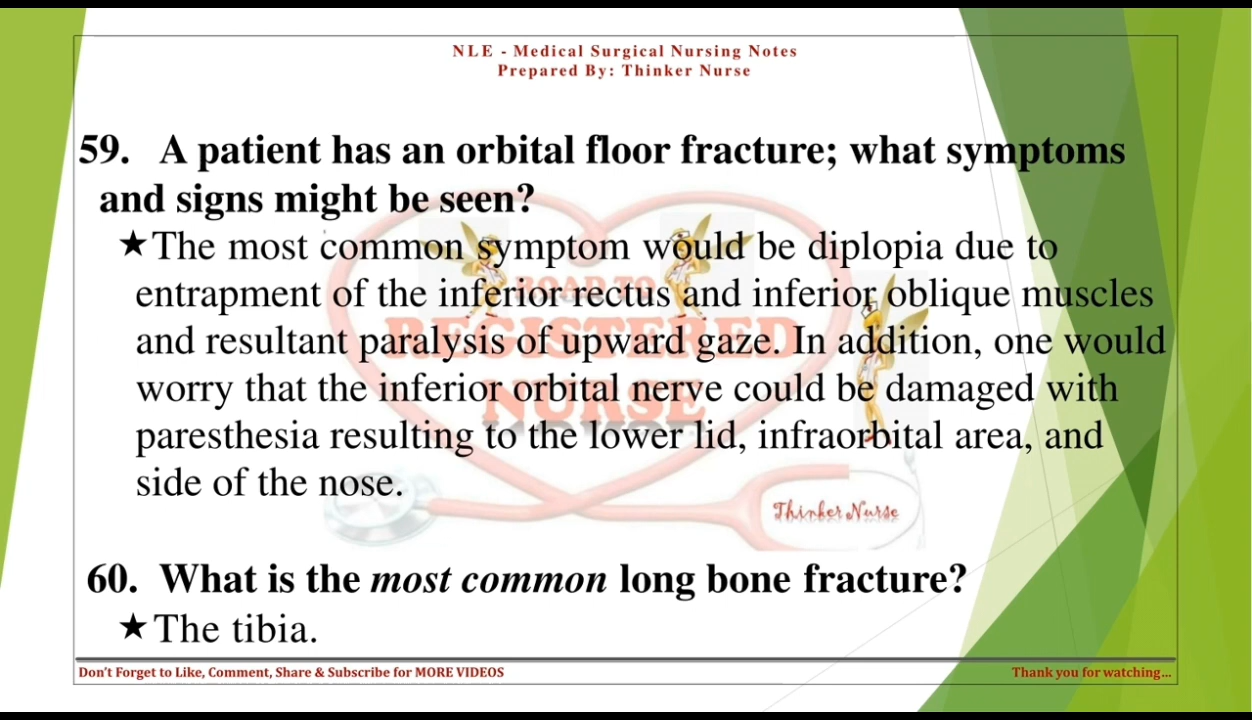 NLE - Medical Surgical Nursing Notes
Prepared By: Thinker Nurse
59. A patient has an orbital floor fracture; what symptoms
and signs might be seen?
★The most common symptom would be diplopia due to
entrapment of the inferior rectus and inferior oblique muscles
and resultant paralysis of upward gaze. In addition, one would
worry that the inferior orbital nerve could be damaged with
paresthesia resulting to the lower lid, infraorbital area, and
side of the nose.
ROAD TO
REGISTERED
NURSE
Thinker Nurse
60. What is the most common long bone fracture?
★The tibia.
Don't Forget to Like, Comment, Share & Subscribe for MORE VIDEOS
Thank you for watching...